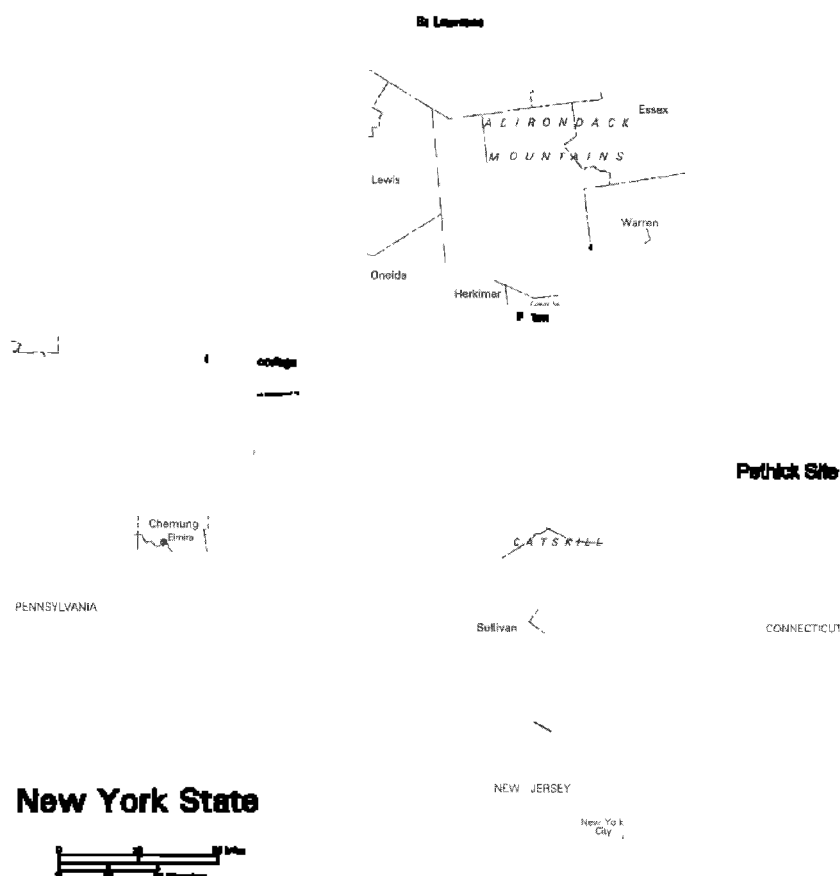 Essex
ADIRONDACK
MOUNTAINS
Lewis
Warren
Oneida
Herkimer
Pethick Site
Chemung
Elmira
CATSKILL
PENNSYLVANIA
Sullivan
CONNECTICUT
NEW JERSEY
New York State
New York
City